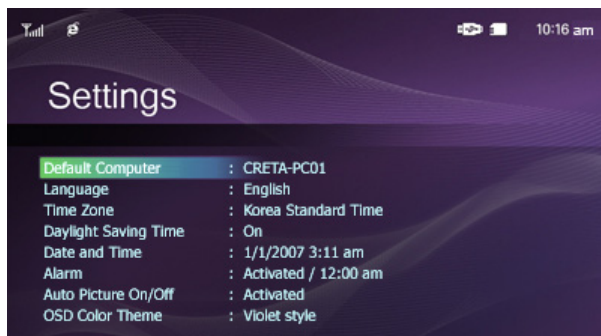 10:16 am
Settings
Default Computer : CRETA-PC01
Language : English
Time Zone : Korea Standard Time
Daylight Saving Time : On
Date and Time : 1/1/2007 3:11 am
Alarm : Activated / 12:00 am
Auto Picture On/Off : Activated
OSD Color Theme : Violet style